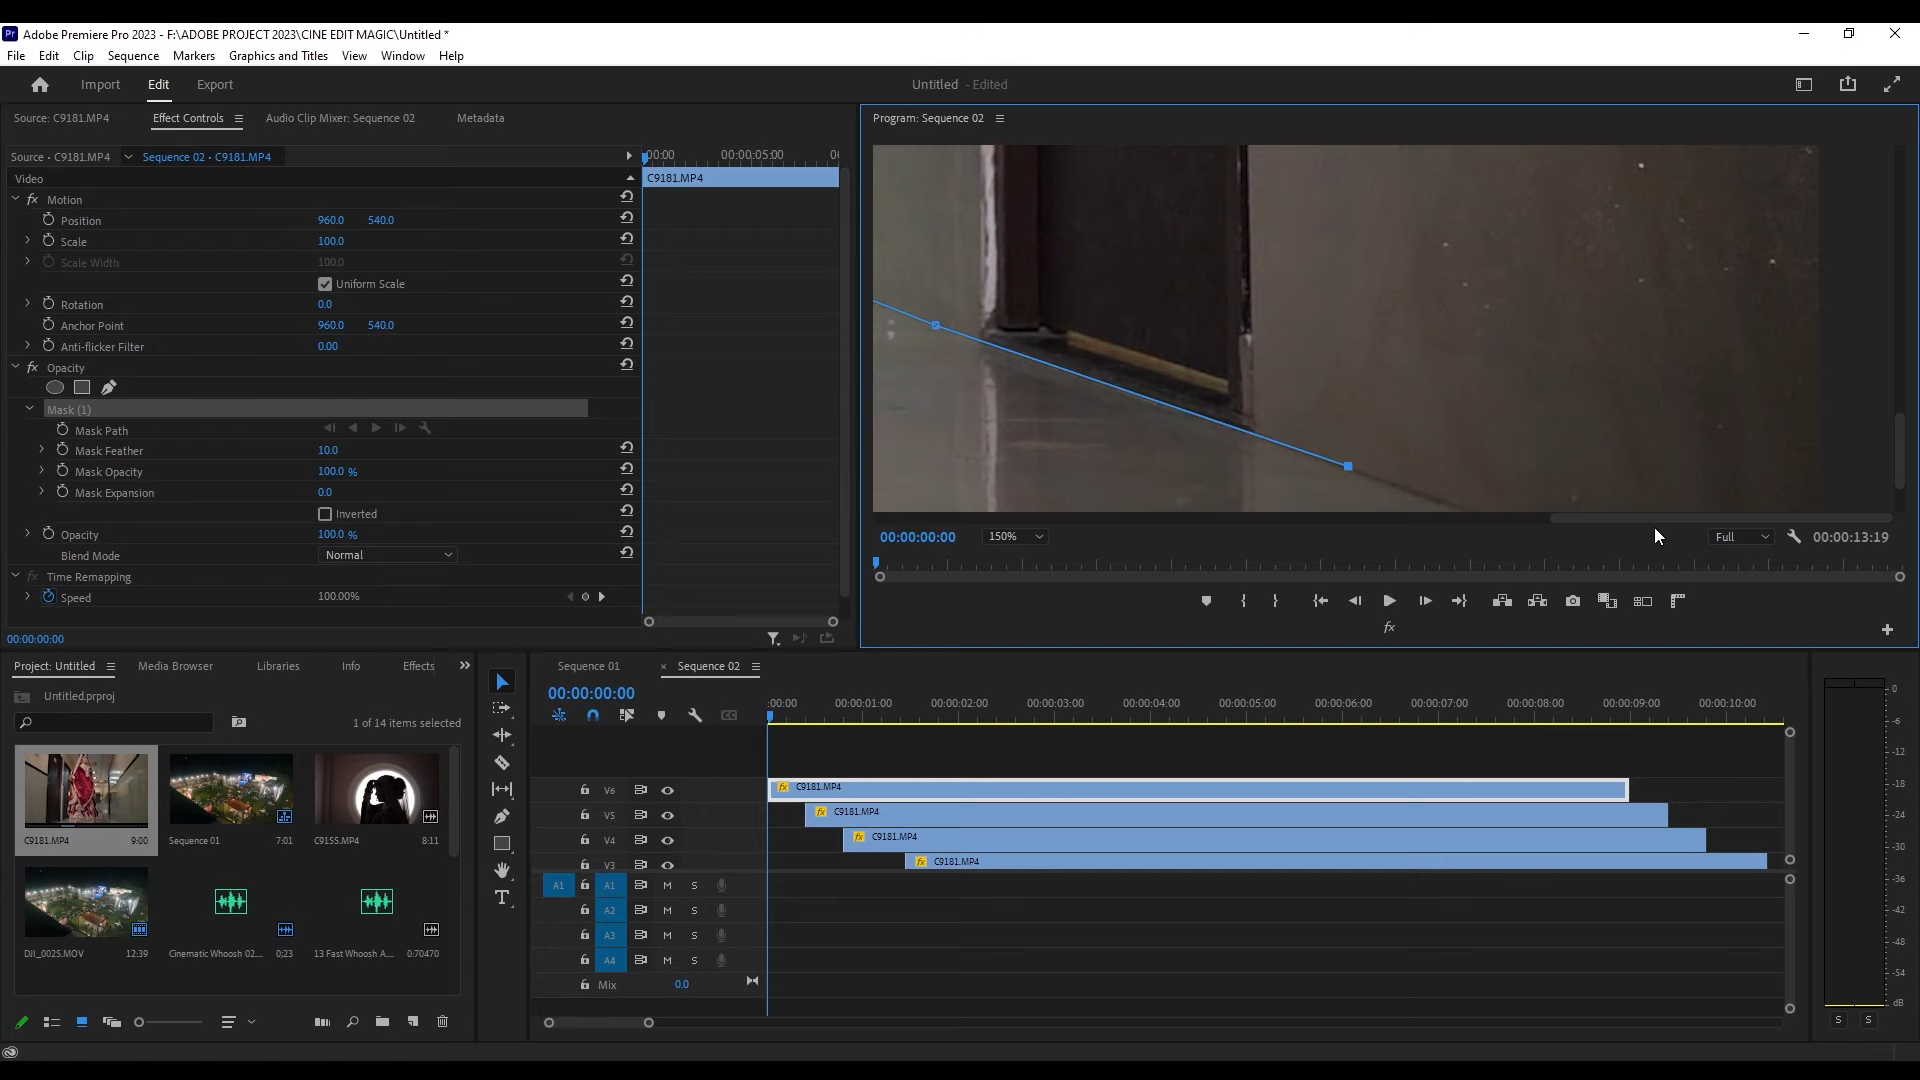 Adobe Premiere Pro 2023 - F:\ADOBE PROJECT 2023\CINE EDIT MAGIC\Untitled *
File Edit Clip Sequence Markers Graphics and Titles View Window Help
Import Edit Export
Untitled - Edited
Source: C9181.MP4 Effect Controls Audio Clip Mixer: Sequence 02 Metadata
Program: Sequence 02
Source • C9181.MP4 Sequence 02 • C9181.MP4
:00:00 00:00:05:00
Video
C9181.MP4
fx Motion
Position 960.0 540.0
Scale 100.0
Scale Width 100.0
Uniform Scale
Rotation 0.0
Anchor Point 960.0 540.0
Anti-flicker Filter 0.00
fx Opacity
Mask (1)
Mask Path
Mask Feather 10.0
Mask Opacity 100.0 %
Mask Expansion 0.0
Inverted
Opacity 100.0 %
Blend Mode Normal
fx Time Remapping
Speed 100.00%
00:00:00:00
00:00:00:00 150% Full 00:00:13:19
fx
Project: Untitled Media Browser Libraries Info Effects
Untitled.prproj
1 of 14 items selected
C9181.MP4 9:00
Sequence 01 7:01
C9155.MP4 8:11
DJI_0025.MOV 12:39
Cinematic Whoosh 02... 0;23
13 Fast Whoosh A... 0:70470
Sequence 01 × Sequence 02
00:00:00:00
:00:00 00:00:01:00 00:00:02:00 00:00:03:00 00:00:04:00 00:00:05:00 00:00:06:00 00:00:07:00 00:00:08:00 00:00:09:00 00:00:10:00
V6 fx C9181.MP4
V5 fx C9181.MP4
V4 fx C9181.MP4
V3 fx C9181.MP4
A1 A1 M S
A2 M S
A3 M S
A4 M S
Mix 0.0
0
-6
-12
-18
-24
-30
-36
-42
-48
-54
dB
S S